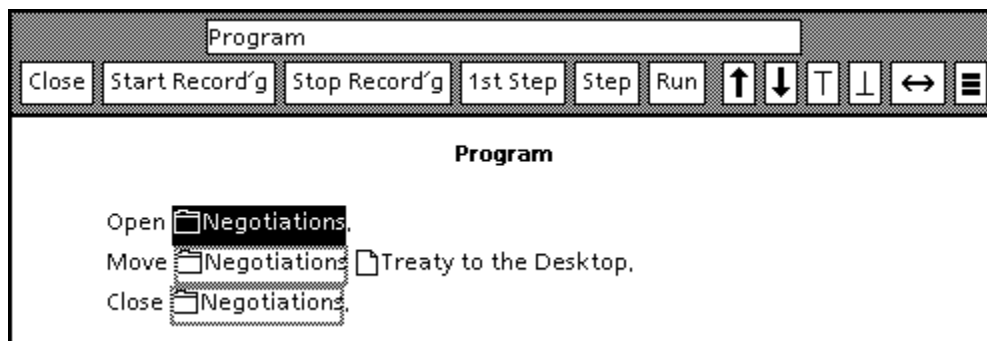 Program
Close Start Record´g Stop Record´g 1st Step Step Run
Program
Open Negotiations.
Move Negotiations Treaty to the Desktop.
Close Negotiations.